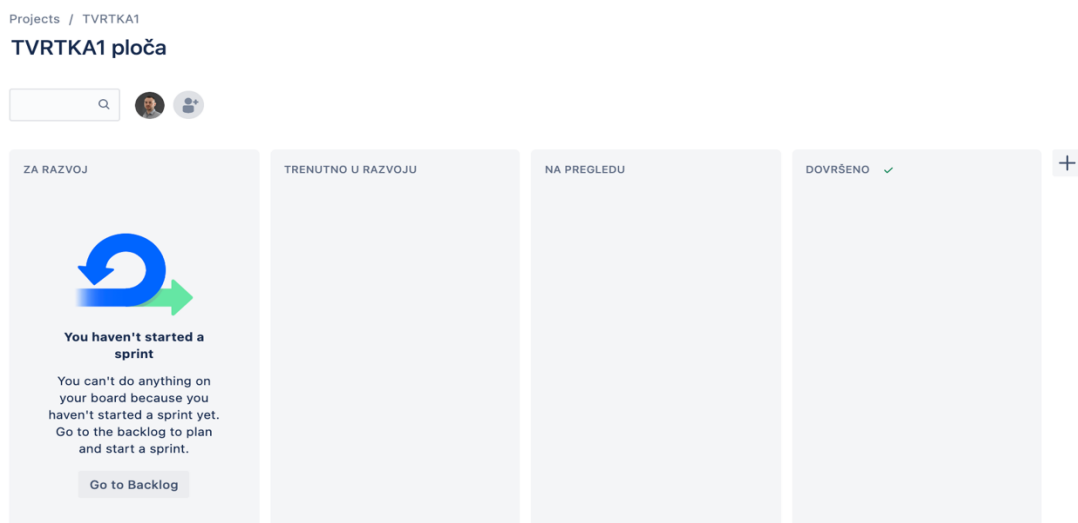 Projects / TVRTKA1
TVRTKA1 ploča
ZA RAZVOJ
TRENUTNO U RAZVOJU
NA PREGLEDU
DOVRŠENO
You haven't started a
sprint
You can't do anything on
your board because you
haven't started a sprint yet.
Go to the backlog to plan
and start a sprint.
Go to Backlog